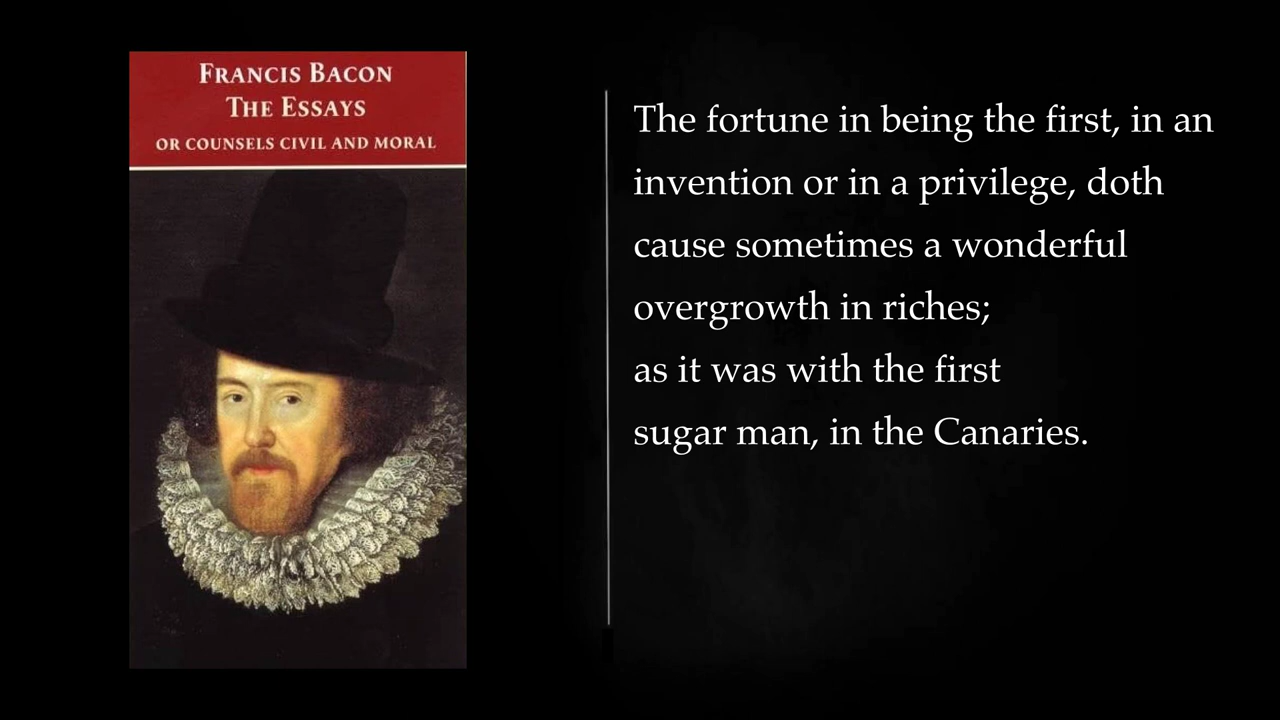 FRANCIS BACON
THE ESSAYS
OR COUNSELS CIVIL AND MORAL
The fortune in being the first, in an
invention or in a privilege, doth
cause sometimes a wonderful
overgrowth in riches;
as it was with the first
sugar man, in the Canaries.